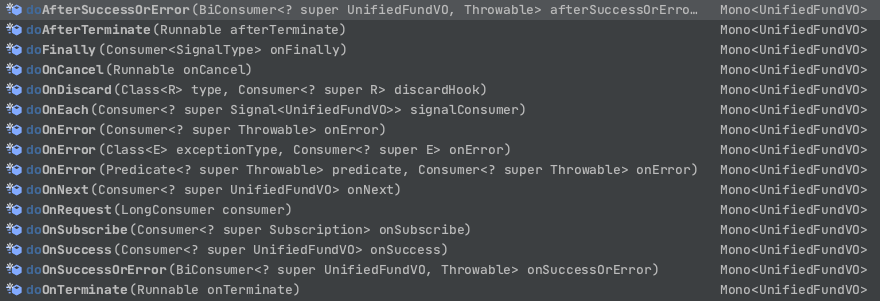 doAfterSuccessOrError(BiConsumer<? super UnifiedFundVO, Throwable> afterSuccessOrErro… Mono<UnifiedFundVO>
doAfterTerminate(Runnable afterTerminate) Mono<UnifiedFundVO>
doFinally(Consumer<SignalType> onFinally) Mono<UnifiedFundVO>
doOnCancel(Runnable onCancel) Mono<UnifiedFundVO>
doOnDiscard(Class<R> type, Consumer<? super R> discardHook) Mono<UnifiedFundVO>
doOnEach(Consumer<? super Signal<UnifiedFundVO>> signalConsumer) Mono<UnifiedFundVO>
doOnError(Consumer<? super Throwable> onError) Mono<UnifiedFundVO>
doOnError(Class<E> exceptionType, Consumer<? super E> onError) Mono<UnifiedFundVO>
doOnError(Predicate<? super Throwable> predicate, Consumer<? super Throwable> onError) Mono<UnifiedFundVO>
doOnNext(Consumer<? super UnifiedFundVO> onNext) Mono<UnifiedFundVO>
doOnRequest(LongConsumer consumer) Mono<UnifiedFundVO>
doOnSubscribe(Consumer<? super Subscription> onSubscribe) Mono<UnifiedFundVO>
doOnSuccess(Consumer<? super UnifiedFundVO> onSuccess) Mono<UnifiedFundVO>
doOnSuccessOrError(BiConsumer<? super UnifiedFundVO, Throwable> onSuccessOrError) Mono<UnifiedFundVO>
doOnTerminate(Runnable onTerminate) Mono<UnifiedFundVO>